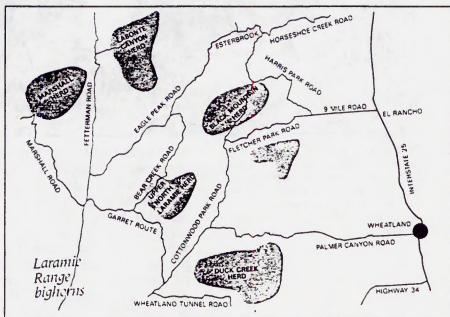 LABONTE
CANYON
HERD
ESTERBROOK
HORSESHOE CREEK ROAD
HARRIS PARK ROAD
MARSHALL
HERD
FETTERMAN ROAD
EAGLE PEAK ROAD
BLACK MOUNTAIN
HERD
9 MILE ROAD
EL RANCHO
FLETCHER PARK ROAD
MARSHALL ROAD
BEAR CREEK ROAD
UPPER
NORTH
LARAMIE HERD
INTERSTATE 25
GARRET ROUTE
COTTONWOOD PARK ROAD
WHEATLAND
PALMER CANYON ROAD
Laramie
Range
bighorns
DUCK CREEK
HERD
WHEATLAND TUNNEL ROAD
HIGHWAY 34